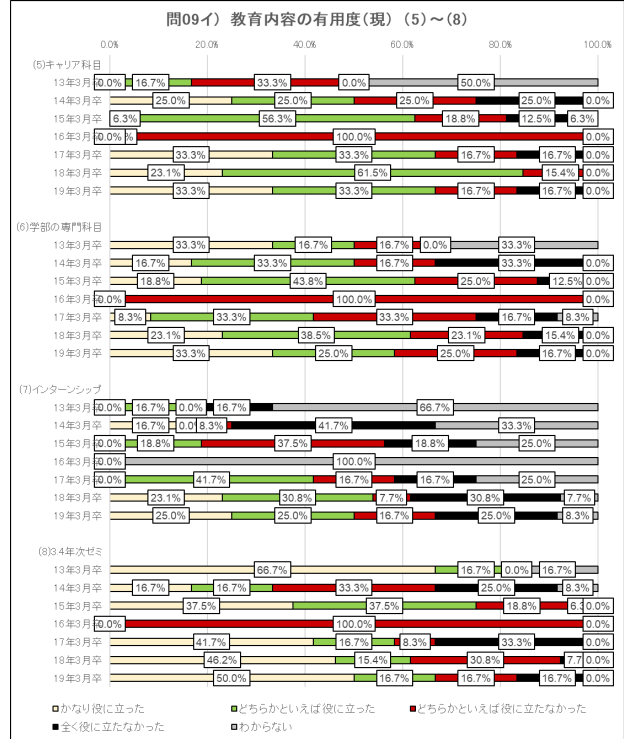 問09イ) 教育内容の有用度(現) (5)～(8)
0.0% 20.0% 40.0% 60.0% 80.0% 100.0%
(5)キャリア科目
13年3月卒 0.0% 16.7% 33.3% 0.0% 50.0%
14年3月卒 25.0% 25.0% 25.0% 25.0% 0.0%
15年3月卒 6.3% 56.3% 18.8% 12.5% 6.3%
16年3月卒 0.0% % 100.0% 0.0%
17年3月卒 33.3% 33.3% 16.7% 16.7% 0.0%
18年3月卒 23.1% 61.5% 15.4% 0.0%
19年3月卒 33.3% 33.3% 16.7% 16.7% 0.0%
(6)学部の専門科目
13年3月卒 33.3% 16.7% 16.7% 0.0% 33.3%
14年3月卒 16.7% 33.3% 16.7% 33.3% 0.0%
15年3月卒 18.8% 43.8% 25.0% 12.5% 0.0%
16年3月卒 0.0% 100.0% 0.0%
17年3月卒 8.3% 33.3% 33.3% 16.7% 8.3%
18年3月卒 23.1% 38.5% 23.1% 15.4% 0.0%
19年3月卒 33.3% 25.0% 25.0% 16.7% 0.0%
(7)インターンシップ
13年3月卒 0.0% 16.7% 0.0% 16.7% 66.7%
14年3月卒 16.7% 0.0% 8.3% 41.7% 33.3%
15年3月卒 0.0% 18.8% 37.5% 18.8% 25.0%
16年3月卒 0.0% 100.0%
17年3月卒 0.0% 41.7% 16.7% 16.7% 25.0%
18年3月卒 23.1% 30.8% 7.7% 30.8% 7.7%
19年3月卒 25.0% 25.0% 16.7% 25.0% 8.3%
(8)3.4年次ゼミ
13年3月卒 66.7% 16.7% 0.0% 16.7%
14年3月卒 16.7% 16.7% 33.3% 25.0% 8.3%
15年3月卒 37.5% 37.5% 18.8% 6.3 0.0%
16年3月卒 0.0% 100.0% 0.0%
17年3月卒 41.7% 16.7% 8.3% 33.3% 0.0%
18年3月卒 46.2% 15.4% 30.8% 7.7 0.0%
19年3月卒 50.0% 16.7% 16.7% 16.7% 0.0%
かなり役に立った どちらかといえば役に立った どちらかといえば役に立たなかった
全く役に立たなかった わからない